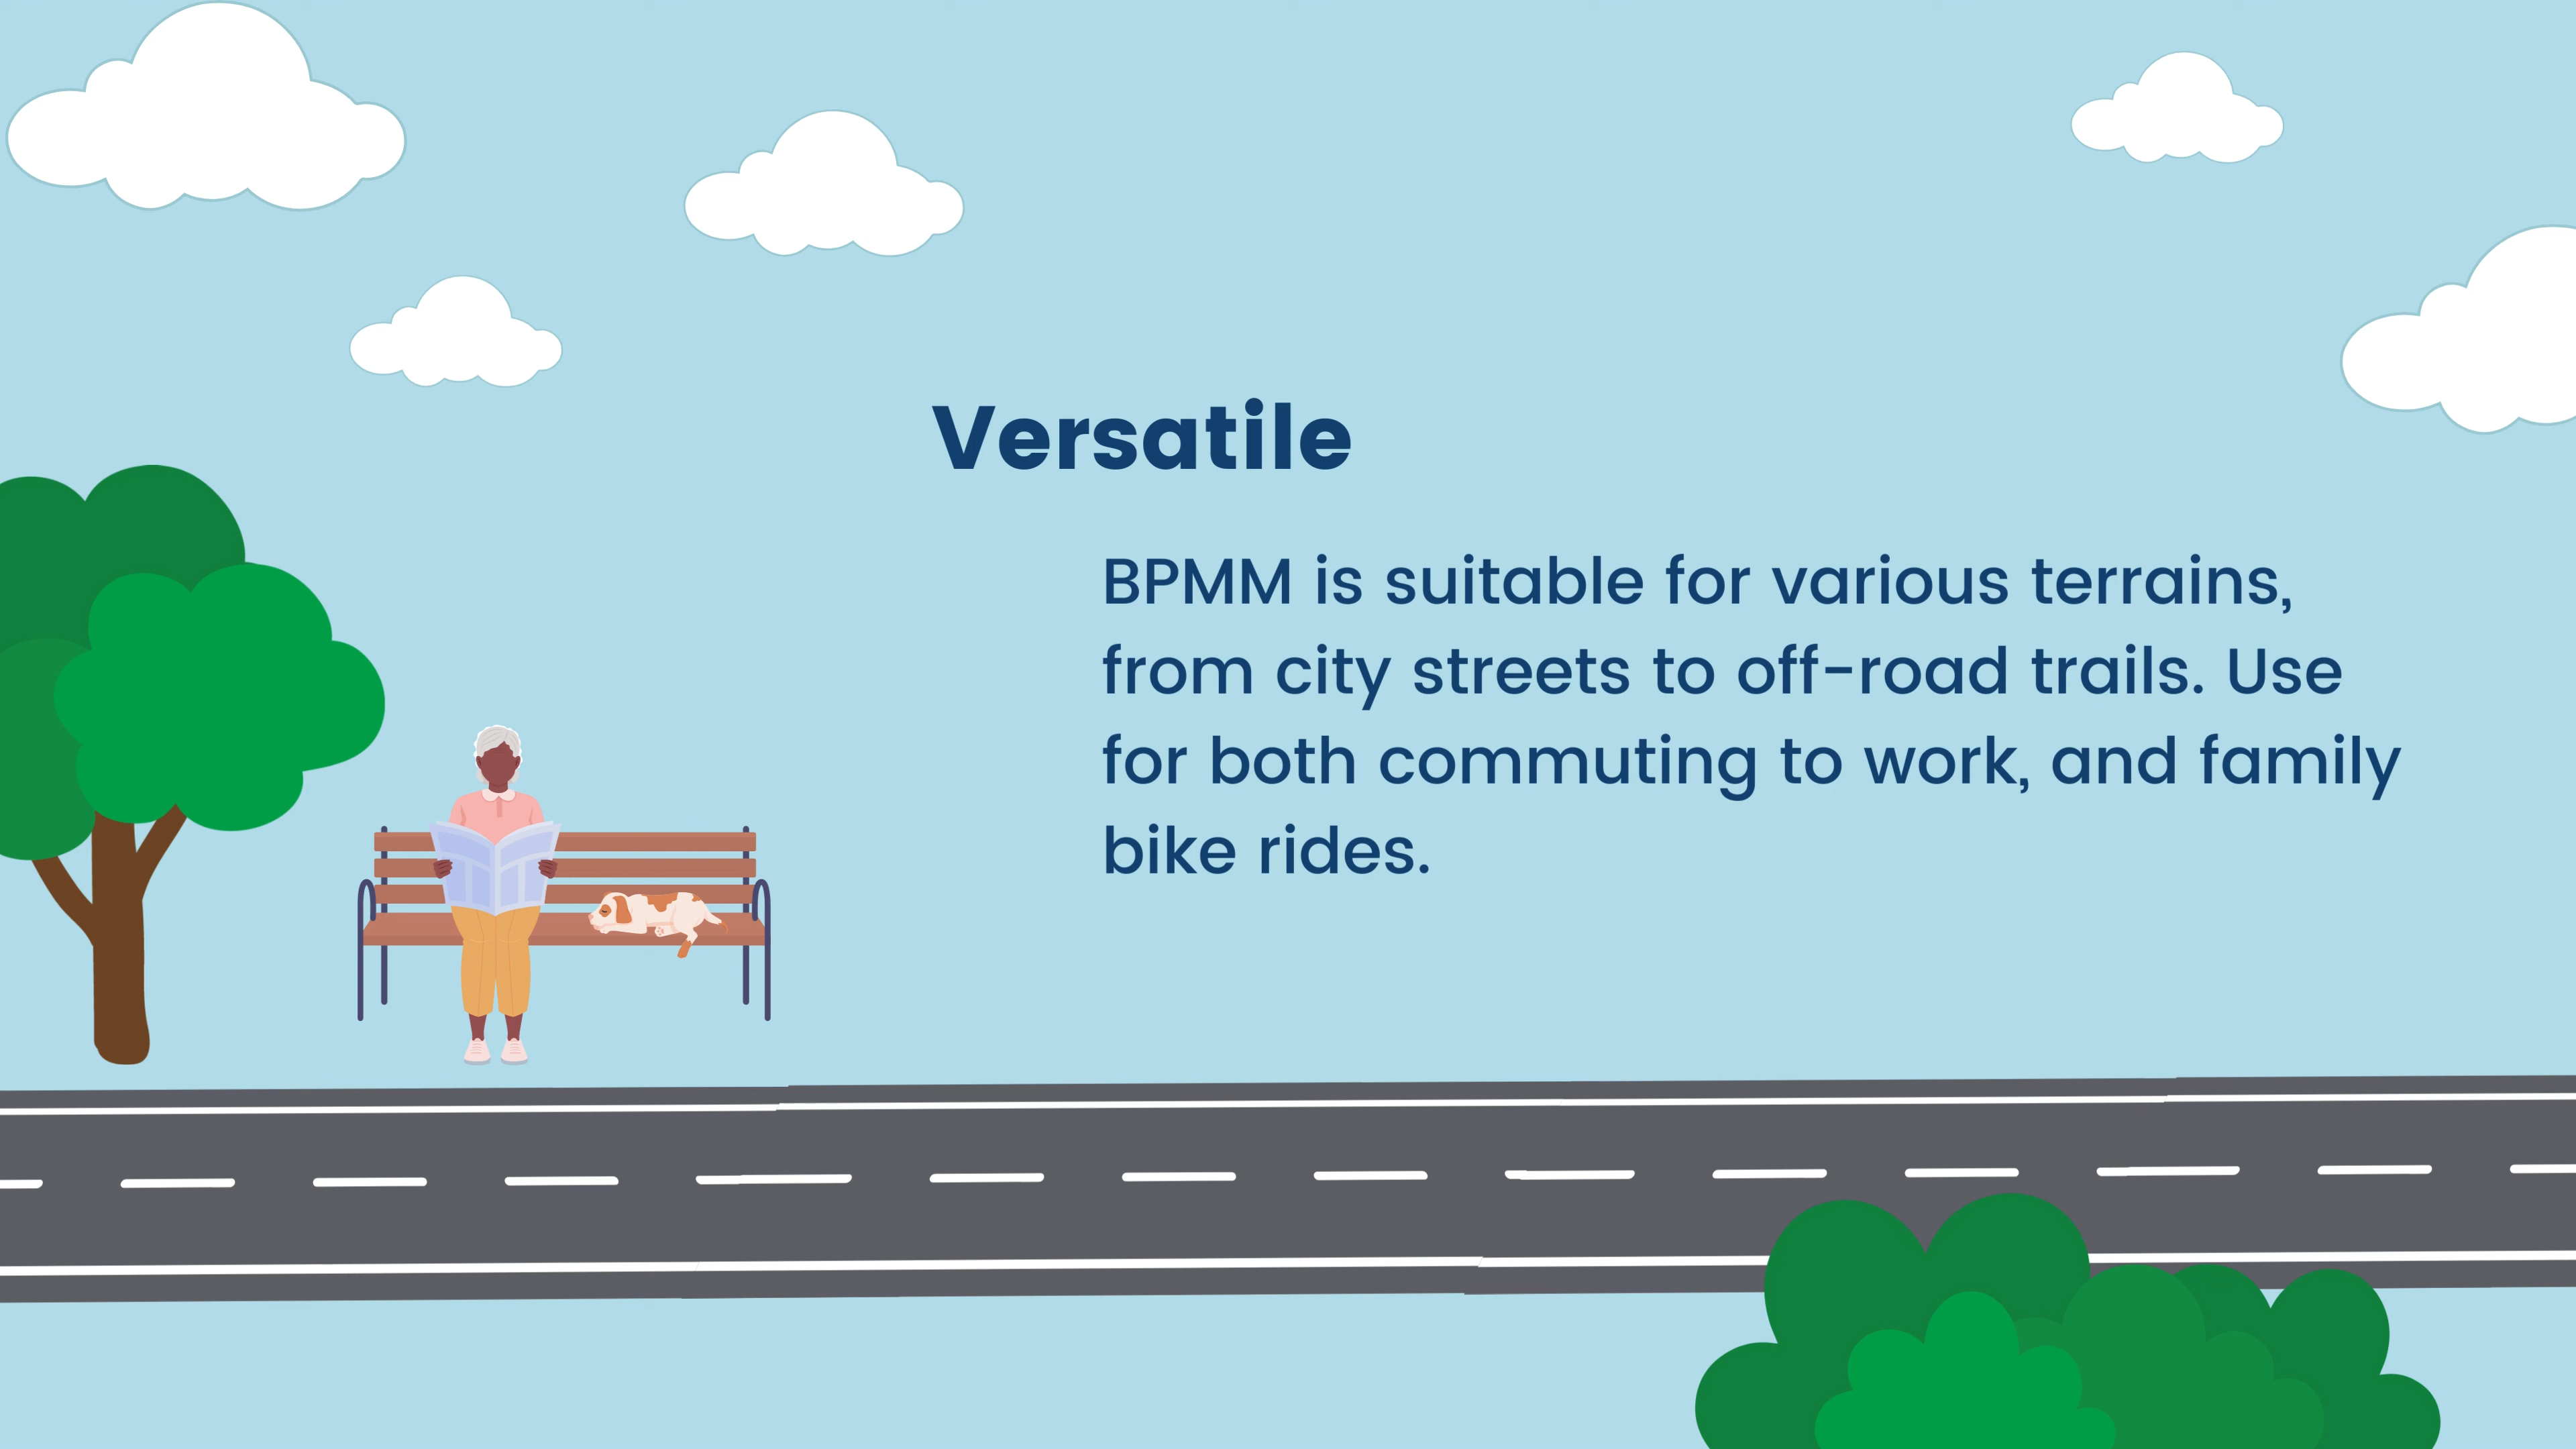 Versatile
BPMM is suitable for various terrains,
from city streets to off-road trails. Use
for both commuting to work, and family
bike rides.